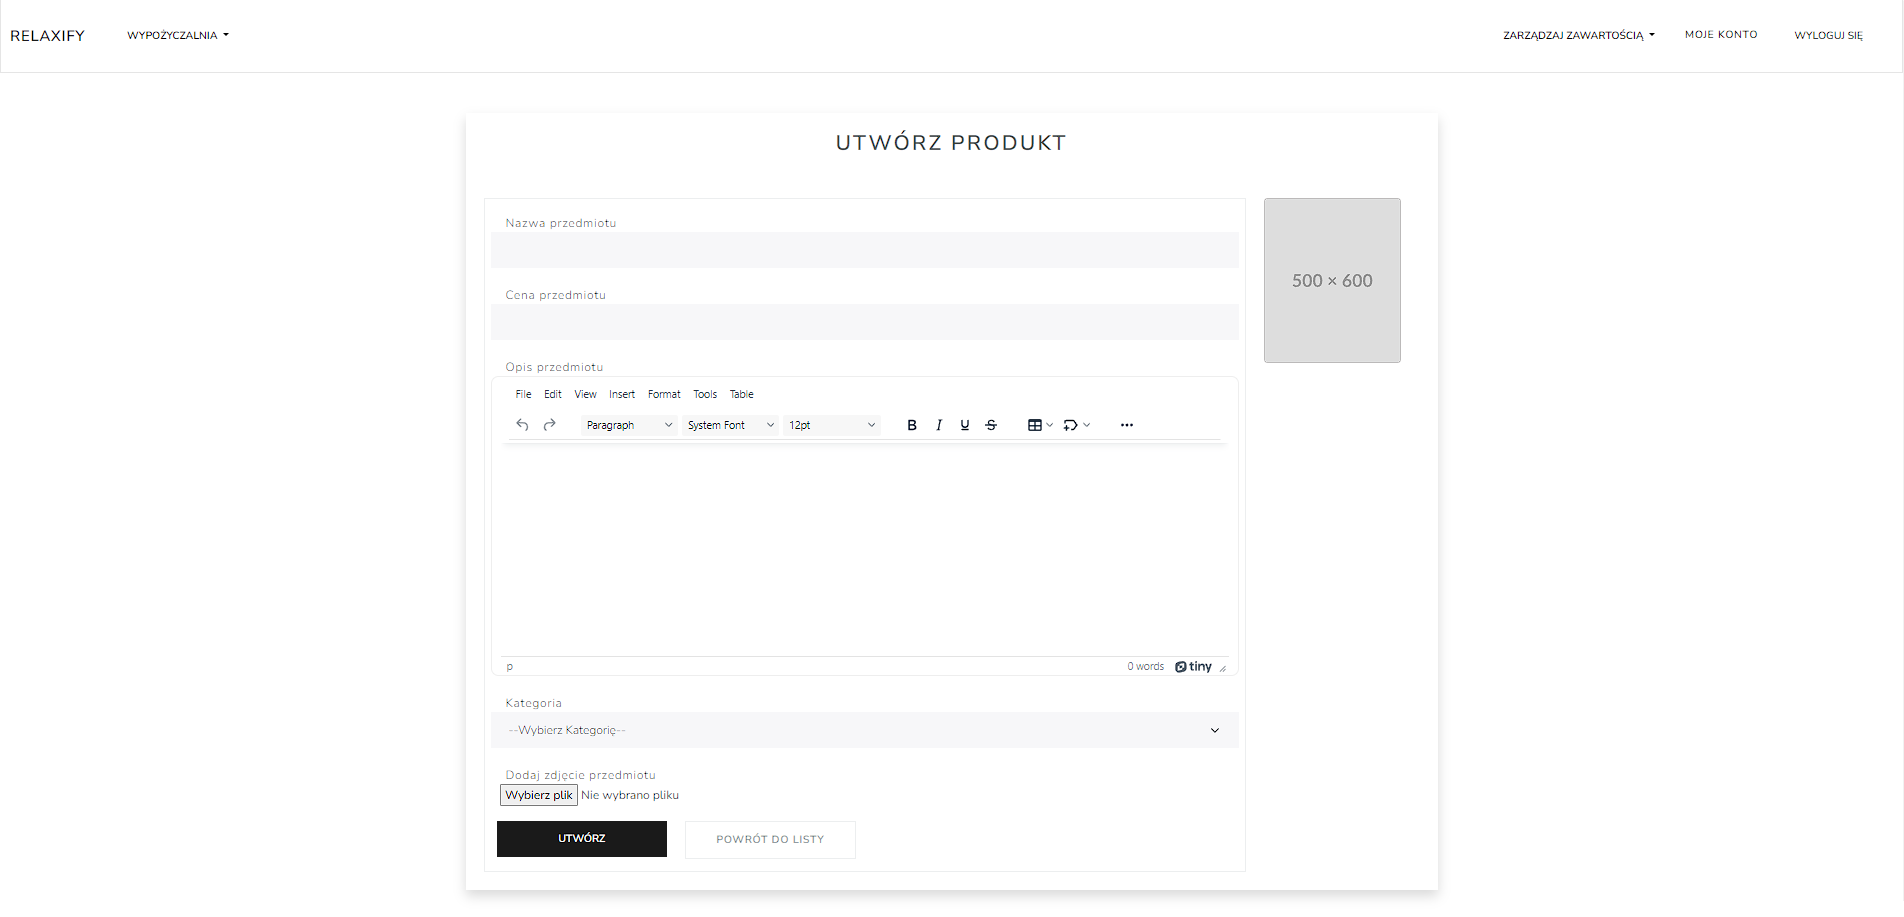 RELAXIFY WYPOŻYCZALNIA ZARZĄDZAJ ZAWARTOŚCIĄ MOJE KONTO WYLOGUJ SIĘ
UTWÓRZ PRODUKT
Nazwa przedmiotu
500 × 600
Cena przedmiotu
Opis przedmiotu
File Edit View Insert Format Tools Table
Paragraph System Font 12pt B I U S
p 0 words tiny
Kategoria
--Wybierz Kategorię--
Dodaj zdjęcie przedmiotu
Wybierz plik Nie wybrano pliku
UTWÓRZ POWRÓT DO LISTY